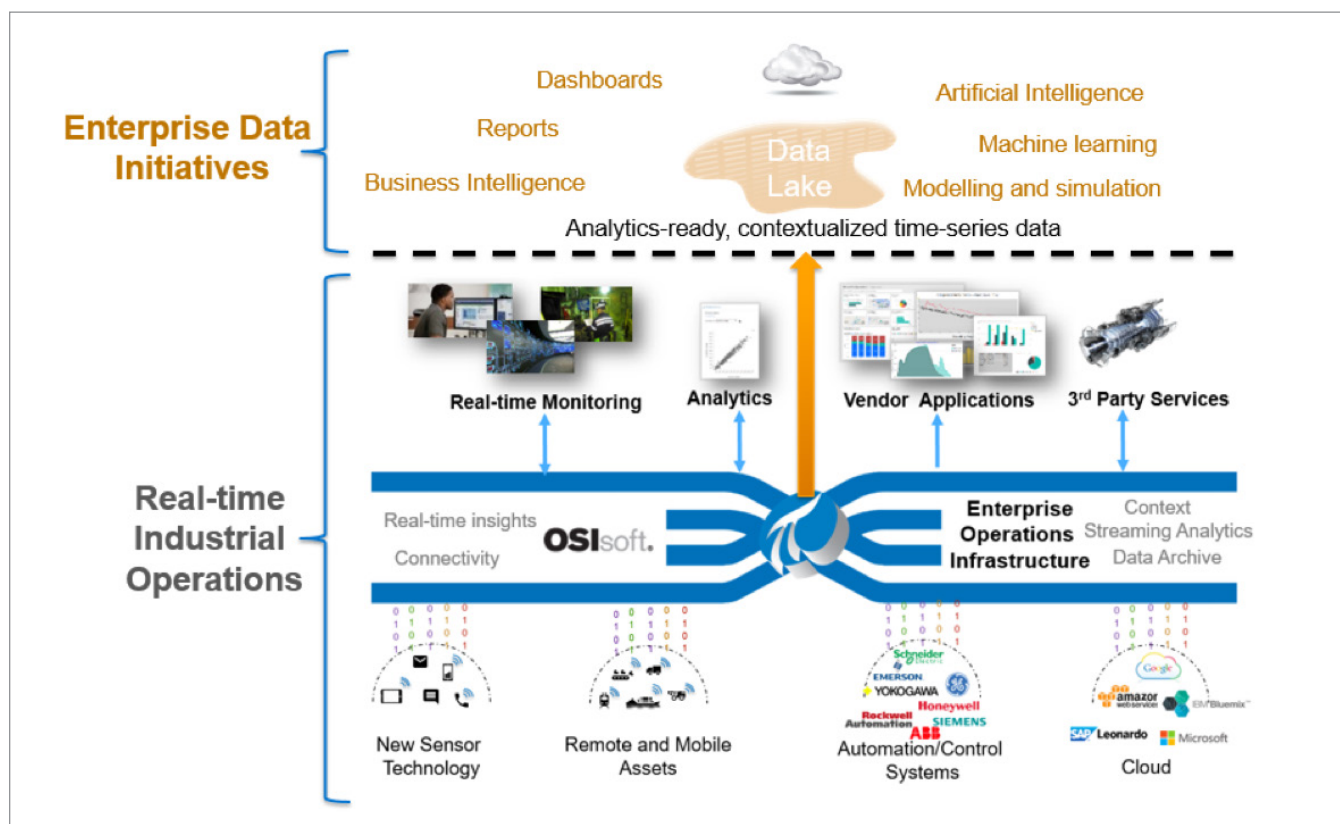 Enterprise Data
Initiatives
Dashboards
Reports
Business Intelligence
Data
Lake
Artificial Intelligence
Machine learning
Modelling and simulation
Analytics-ready, contextualized time-series data
Real-time
Industrial
Operations
Real-time Monitoring
Analytics
Vendor Applications
3rd Party Services
Real-time insights
Connectivity
OSIsoft.
Enterprise
Operations
Infrastructure
Context
Streaming Analytics
Data Archive
New Sensor
Technology
Remote and Mobile
Assets
Schneider
Electric
EMERSON
YOKOGAWA
GE
Honeywell
Rockwell
Automation
SIEMENS
ABB
Automation/Control
Systems
Google
amazon
web services
IBM Bluemix™
SAP Leonardo
Microsoft
Cloud